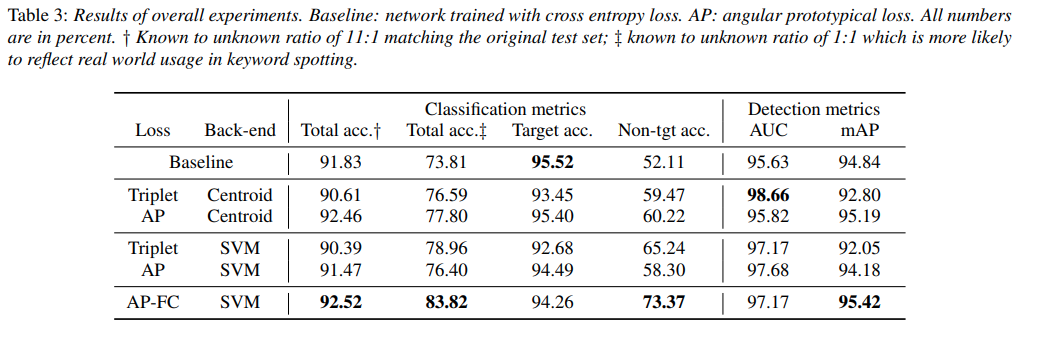 Table 3: Results of overall experiments. Baseline: network trained with cross entropy loss. AP: angular prototypical loss. All numbers
are in percent. † Known to unknown ratio of 11:1 matching the original test set; ‡ known to unknown ratio of 1:1 which is more likely
to reflect real world usage in keyword spotting.
Classification metrics Detection metrics
Loss Back-end Total acc.† Total acc.‡ Target acc. Non-tgt acc. AUC mAP
Baseline 91.83 73.81 95.52 52.11 95.63 94.84
Triplet Centroid 90.61 76.59 93.45 59.47 98.66 92.80
AP Centroid 92.46 77.80 95.40 60.22 95.82 95.19
Triplet SVM 90.39 78.96 92.68 65.24 97.17 92.05
AP SVM 91.47 76.40 94.49 58.30 97.68 94.18
AP-FC SVM 92.52 83.82 94.26 73.37 97.17 95.42